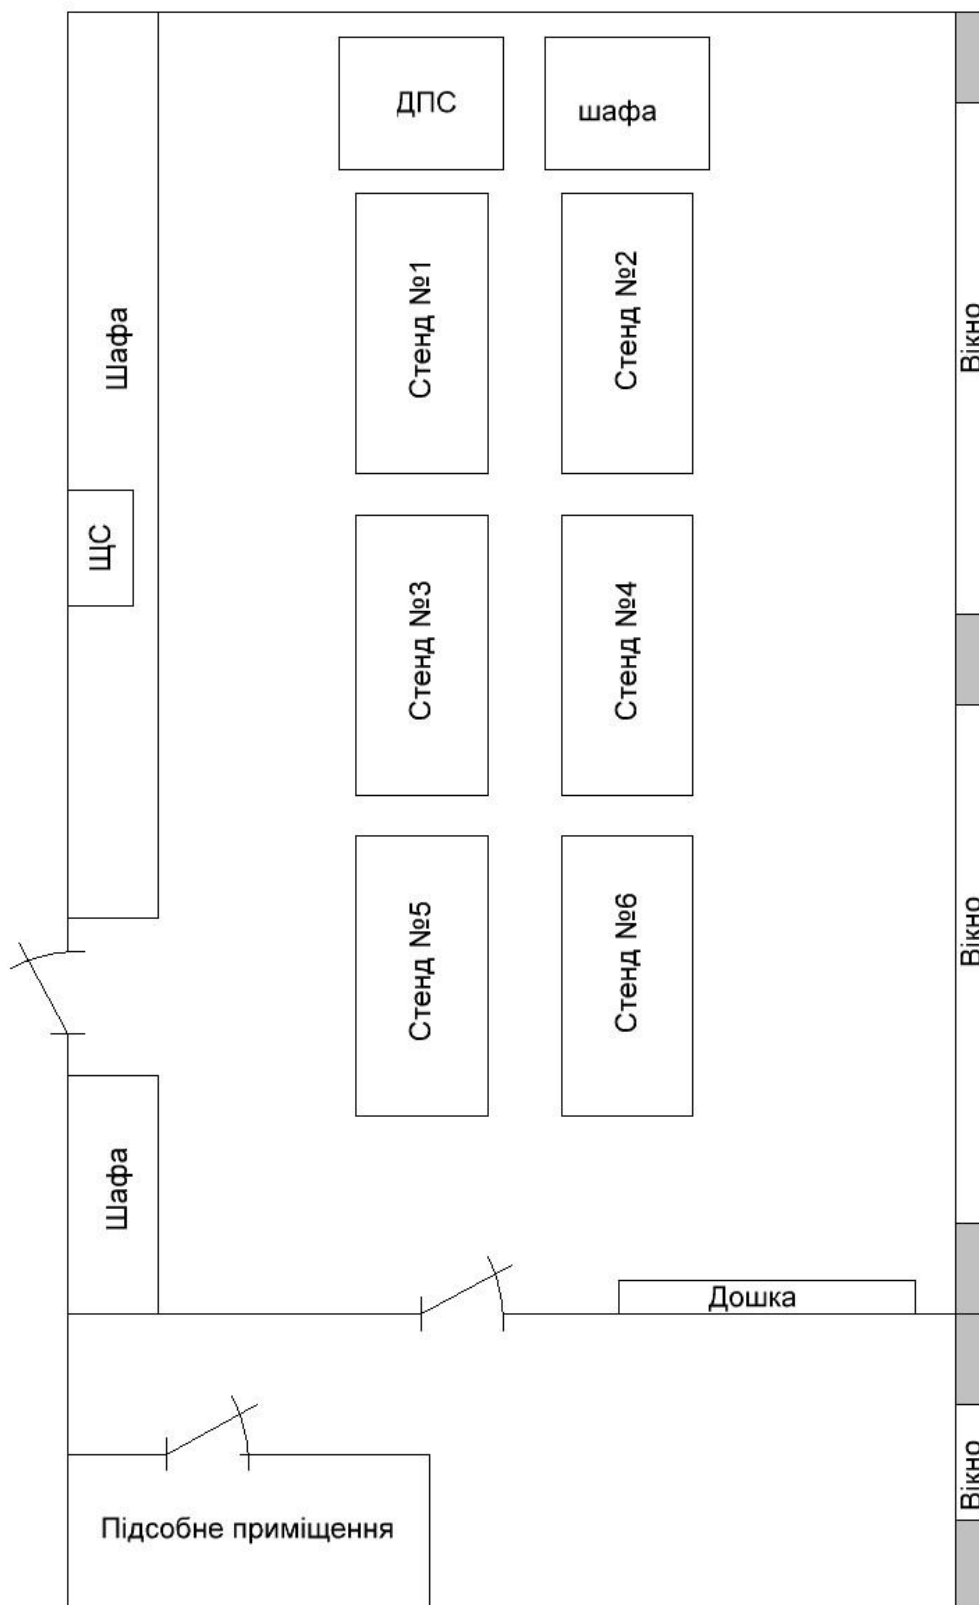 ДПС
шафа
Шафа
Стенд №1
Стенд №2
Вікно
ЩС
Стенд №3
Стенд №4
Стенд №5
Стенд №6
Вікно
Шафа
Дошка
Вікно
Підсобне приміщення